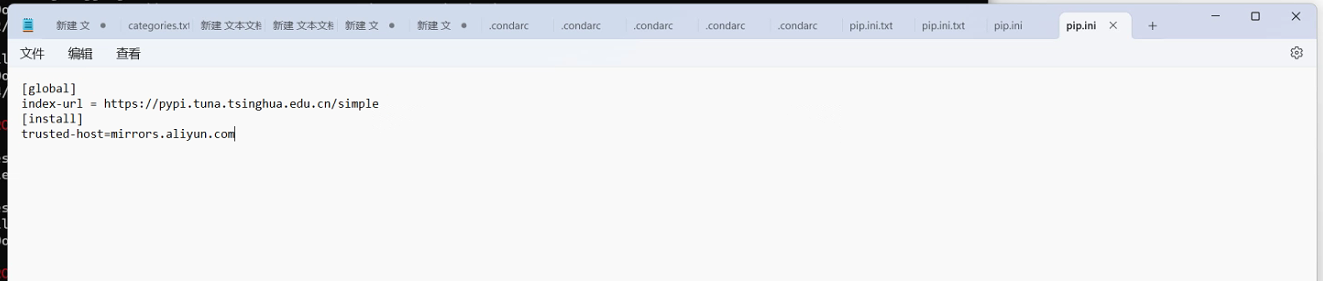 新建 文
categories.txt
新建 文本文档
新建 文本文档
新建 文
新建 文
.condarc
.condarc
.condarc
.condarc
.condarc
pip.ini.txt
pip.ini.txt
pip.ini
pip.ini
文件 编辑 查看
[global]
index-url = https://pypi.tuna.tsinghua.edu.cn/simple
[install]
trusted-host=mirrors.aliyun.com